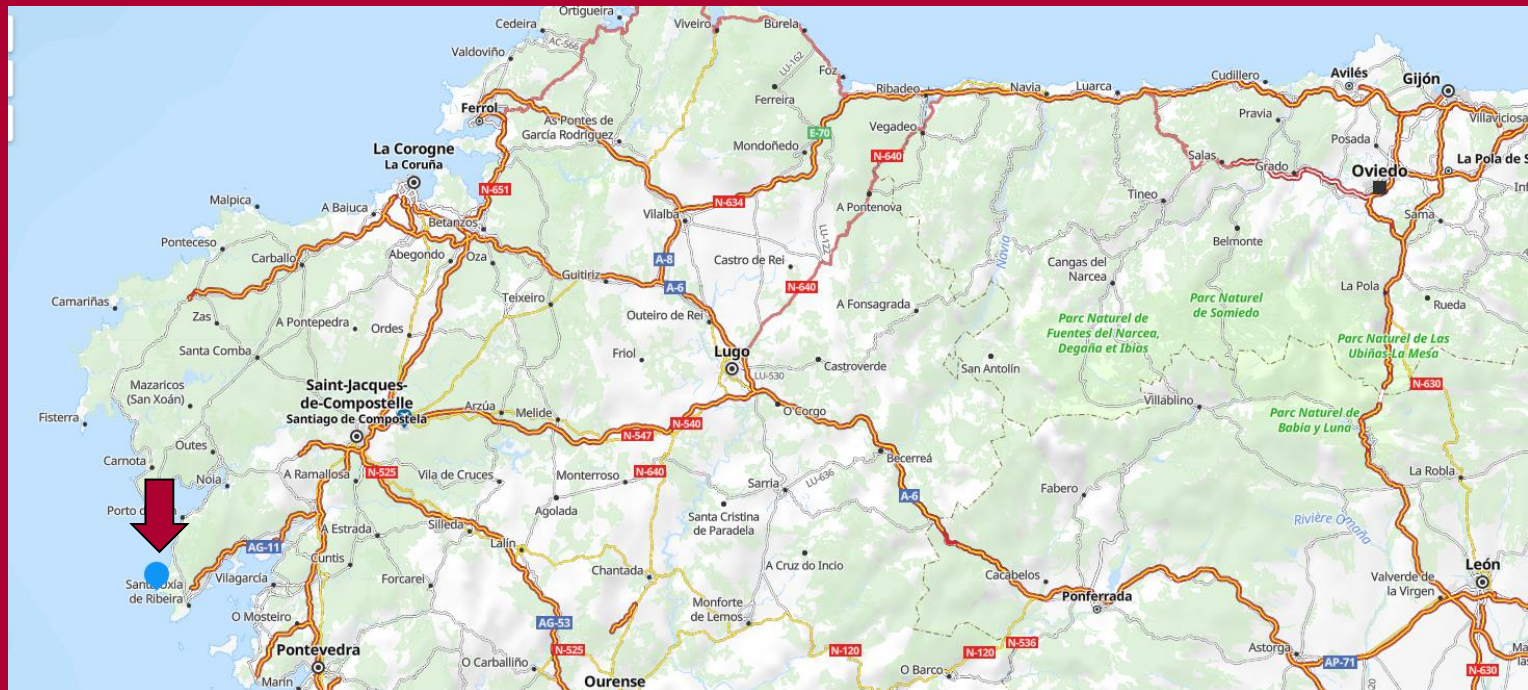 Ortigueira
Cedeira
Viveiro
Burela
AC-566
Valdoviño
LU-162
Foz
Ferreira
Ferrol
As Pontes de
García Rodríguez
Ribadeo
Navia
Luarca
Cudillero
Avilés
Gijón
Pravia
Villaviciosa
E-70
Vegadeo
Mondoñedo
Posada
La Corogne
La Coruña
N-640
Salas
Grado
Oviedo
La Pola de S
N-651
Tineo
Malpica
A Baiuca
N-634
A Pontenova
Betanzos
Vilalba
Sama
LU-122
Navia
Belmonte
Ponteceso
Carballo
Abegondo
Oza
A-8
Castro de Rei
Cangas del
Narcea
Guitiriz
A-6
N-640
La Pola
Camariñas
Teixeiro
A Fonsagrada
Rueda
Parc Naturel
de Somiedo
Zas
A Pontepedra
Ordes
Outeiro de Rei
Parc Naturel de
Fuentes del Narcea,
Degaña et Ibias
Parc Naturel de Las
Ubiñas-La Mesa
Santa Comba
Friol
Lugo
LU-530
Castroverde
San Antolín
Saint-Jacques-
de-Compostelle
Santiago de Compostela
Mazaricos
(San Xoán)
N-630
Villablino
Arzúa
Melide
O Corgo
Parc Naturel de
Babia y Luna
Fisterra
N-547
N-540
Outes
Becerreá
Carnota
A Ramallosa
N-525
Vila de Cruces
Monterroso
N-640
La Robla
Noia
Sarria
LU-636
Fabero
A-6
Agolada
Porto d
Silleda
Santa Cristina
de Paradela
Rivière Omaña
A Estrada
Lalín
AG-11
Cuntis
A Cruz do Incio
León
Vilagarcía
Forcarei
Chantada
Cacabelos
Valverde de
la Virgen
de Ribeira
Ponferrada
O Mosteiro
Monforte
de Lemos
AG-53
N-536
Pontevedra
N-525
N-120
N-120
Astorga
AP-71
O Carballiño
O Barco
N-630
Marín
Ourense